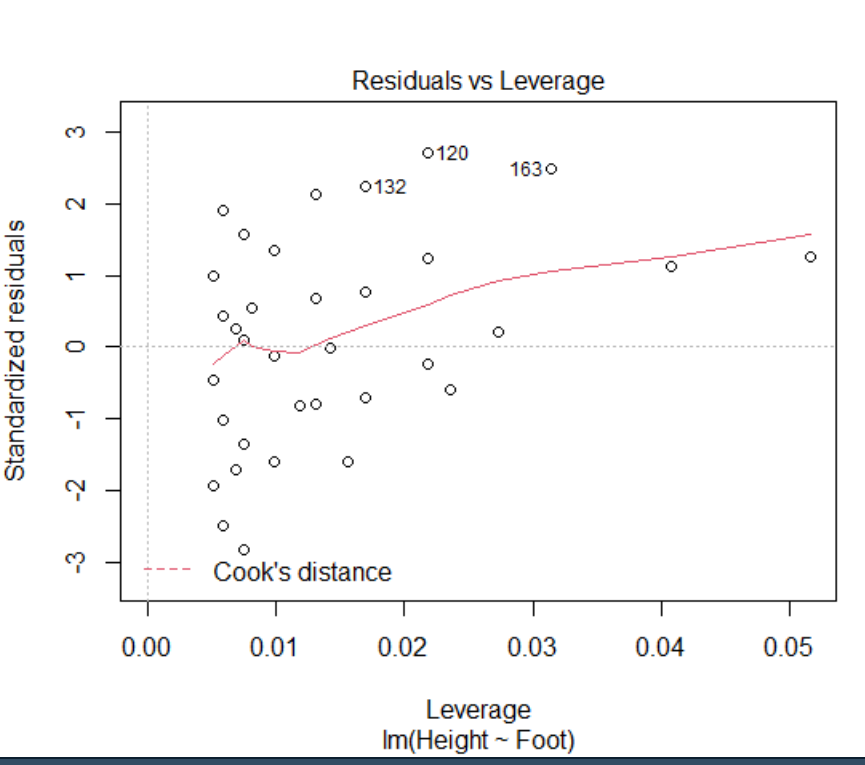 Residuals vs Leverage
Standardized residuals
3
2
1
0
-1
-2
-3
120
163
132
Cook's distance
0.00 0.01 0.02 0.03 0.04 0.05
Leverage
lm(Height ~ Foot)